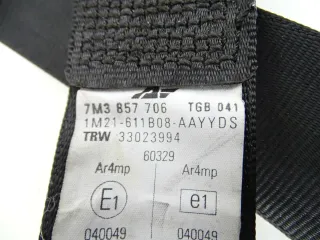 7M3 857 706 TGB 041
1M21-611B08-AAYYDS
TRW 33023994
60329
Ar4mp Ar4mp
E1 e1
040049 040049